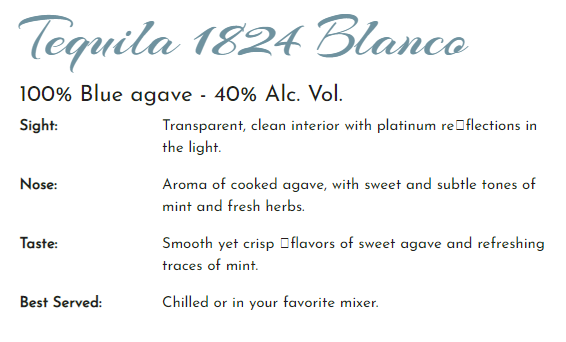 Tequila 1824 Blanco
100% Blue agave - 40% Alc. Vol.
Sight: Transparent, clean interior with platinum re□flections in
the light.
Nose: Aroma of cooked agave, with sweet and subtle tones of
mint and fresh herbs.
Taste: Smooth yet crisp □flavors of sweet agave and refreshing
traces of mint.
Best Served: Chilled or in your favorite mixer.